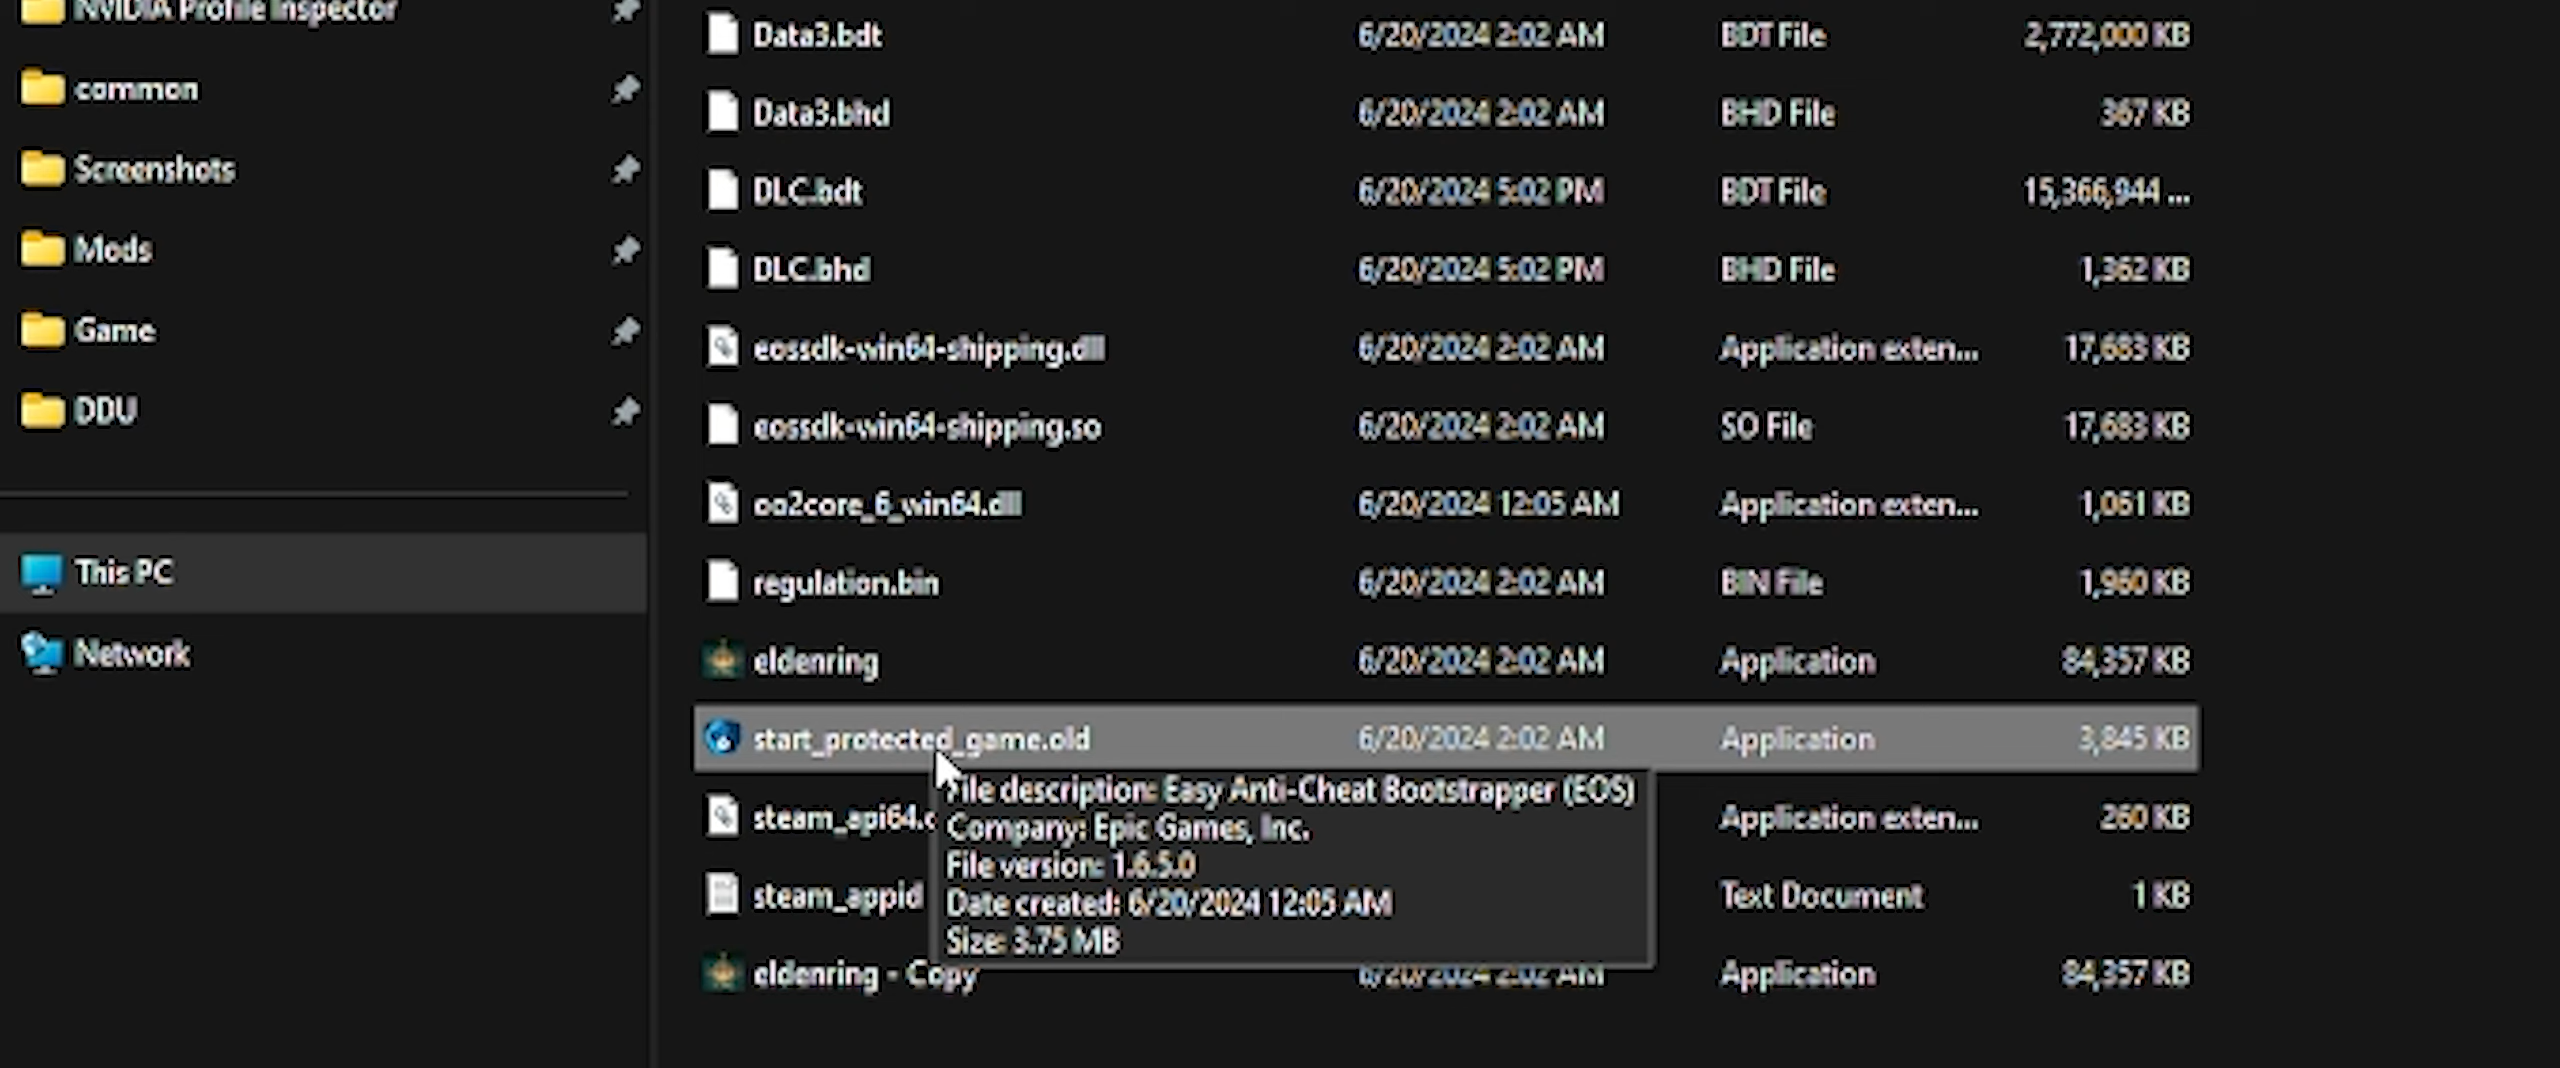 NVIDIA Profile Inspector
common
Screenshots
Mods
Game
DDU
This PC
Network
Data3.bdt 6/20/2024 2:02 AM BDT File 2,772,000 KB
Data3.bhd 6/20/2024 2:02 AM BHD File 367 KB
DLC.bdt 6/20/2024 5:02 PM BDT File 15,366,944 ...
DLC.bhd 6/20/2024 5:02 PM BHD File 1,362 KB
eossdk-win64-shipping.dll 6/20/2024 2:02 AM Application exten... 17,683 KB
eossdk-win64-shipping.so 6/20/2024 2:02 AM SO File 17,683 KB
oo2core_6_win64.dll 6/20/2024 12:05 AM Application exten... 1,061 KB
regulation.bin 6/20/2024 2:02 AM BIN File 1,960 KB
eldenring 6/20/2024 2:02 AM Application 84,357 KB
start_protected_game.old 6/20/2024 2:02 AM Application 3,845 KB
steam_api64. Application exten... 260 KB
steam_appid Text Document 1 KB
eldenring - Copy 6/20/2024 2:02 AM Application 84,357 KB
File description: Easy Anti-Cheat Bootstrapper (EOS)
Company: Epic Games, Inc.
File version: 1.6.5.0
Date created: 6/20/2024 12:05 AM
Size: 3.75 MB